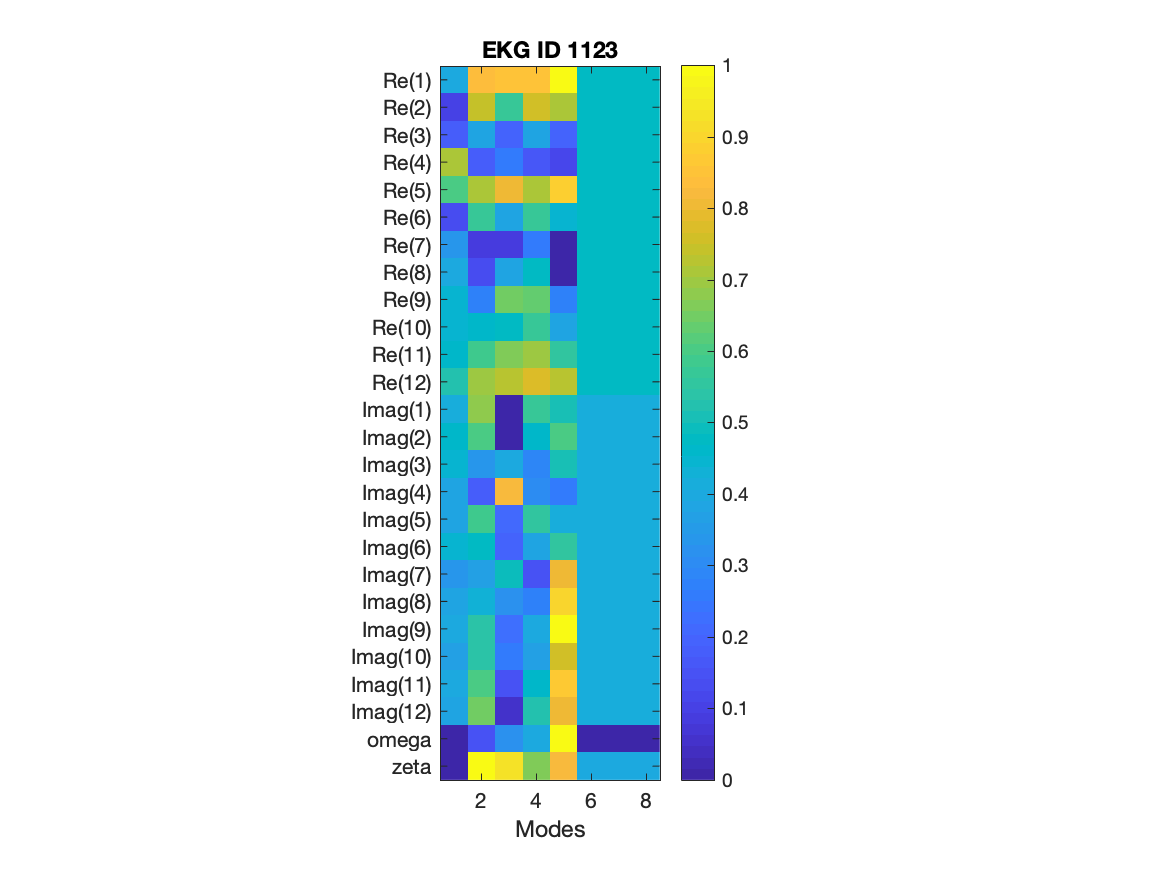 EKG ID 1123
Re(1)
Re(2)
Re(3)
Re(4)
Re(5)
Re(6)
Re(7)
Re(8)
Re(9)
Re(10)
Re(11)
Re(12)
Imag(1)
Imag(2)
Imag(3)
Imag(4)
Imag(5)
Imag(6)
Imag(7)
Imag(8)
Imag(9)
Imag(10)
Imag(11)
Imag(12)
omega
zeta
2 4 6 8
Modes
1
0.9
0.8
0.7
0.6
0.5
0.4
0.3
0.2
0.1
0